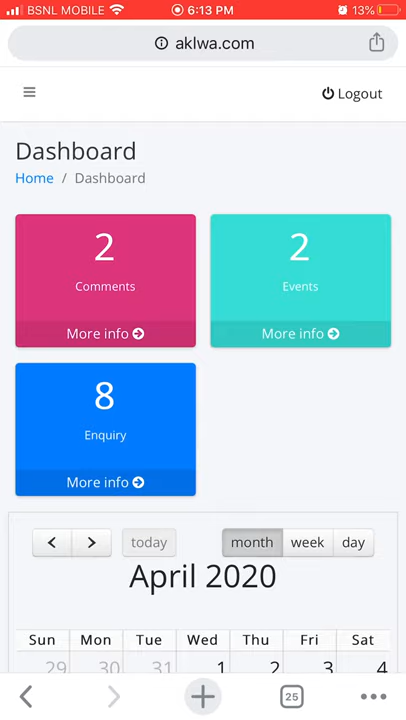 BSNL MOBILE 6:13 PM 13%
aklwa.com
Logout
Dashboard
Home / Dashboard
2
Comments
More info
2
Events
More info
8
Enquiry
More info
today month week day
April 2020
Sun Mon Tue Wed Thu Fri Sat
29 30 31 1 2 3 4
25